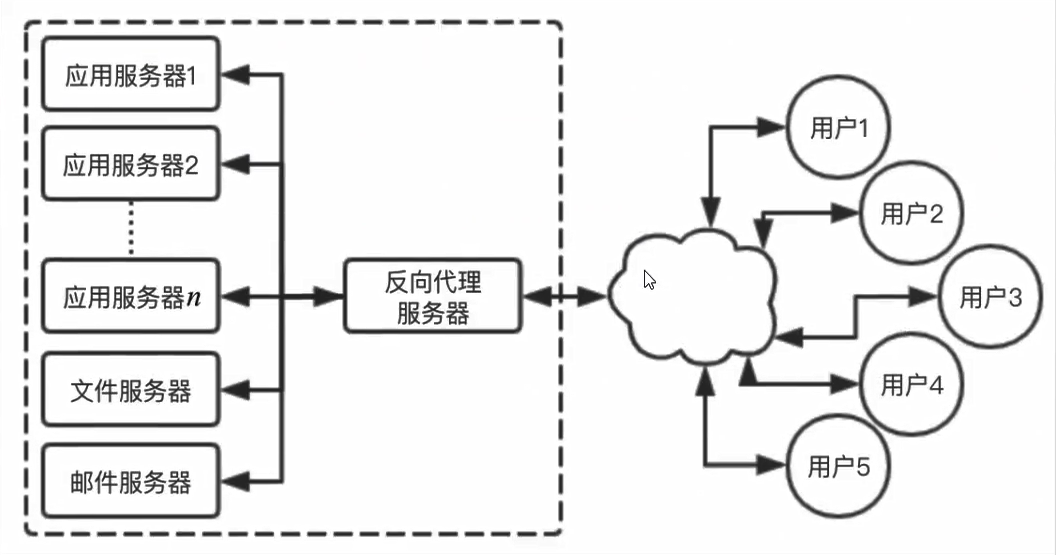 应用服务器1
应用服务器2
应用服务器n
文件服务器
邮件服务器
反向代理
服务器
用户1
用户2
用户3
用户4
用户5